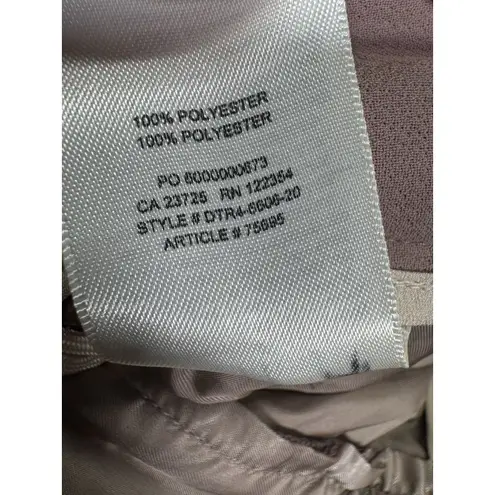 100% POLYESTER
100% POLYESTER
PO 6000000673
CA 23725 RN 122354
STYLE # DTR4-6606-20
ARTICLE # 75695